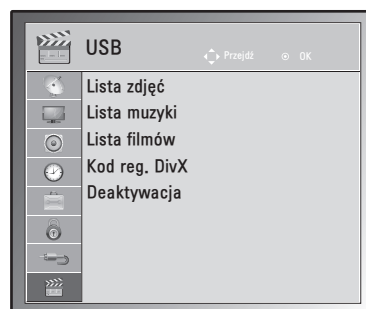 USB
Przejdź OK
Lista zdjęć
Lista muzyki
Lista filmów
Kod reg. DivX
Deaktywacja